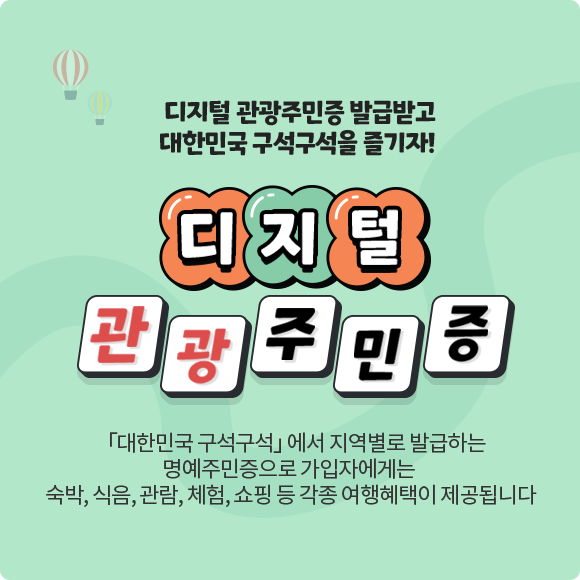 디지털 관광주민증 발급받고
대한민국 구석구석을 즐기자!
디지털
관광주민증
「대한민국 구석구석」 에서 지역별로 발급하는
명예주민증으로 가입자에게는
숙박, 식음, 관람, 체험, 쇼핑 등 각종 여행혜택이 제공됩니다